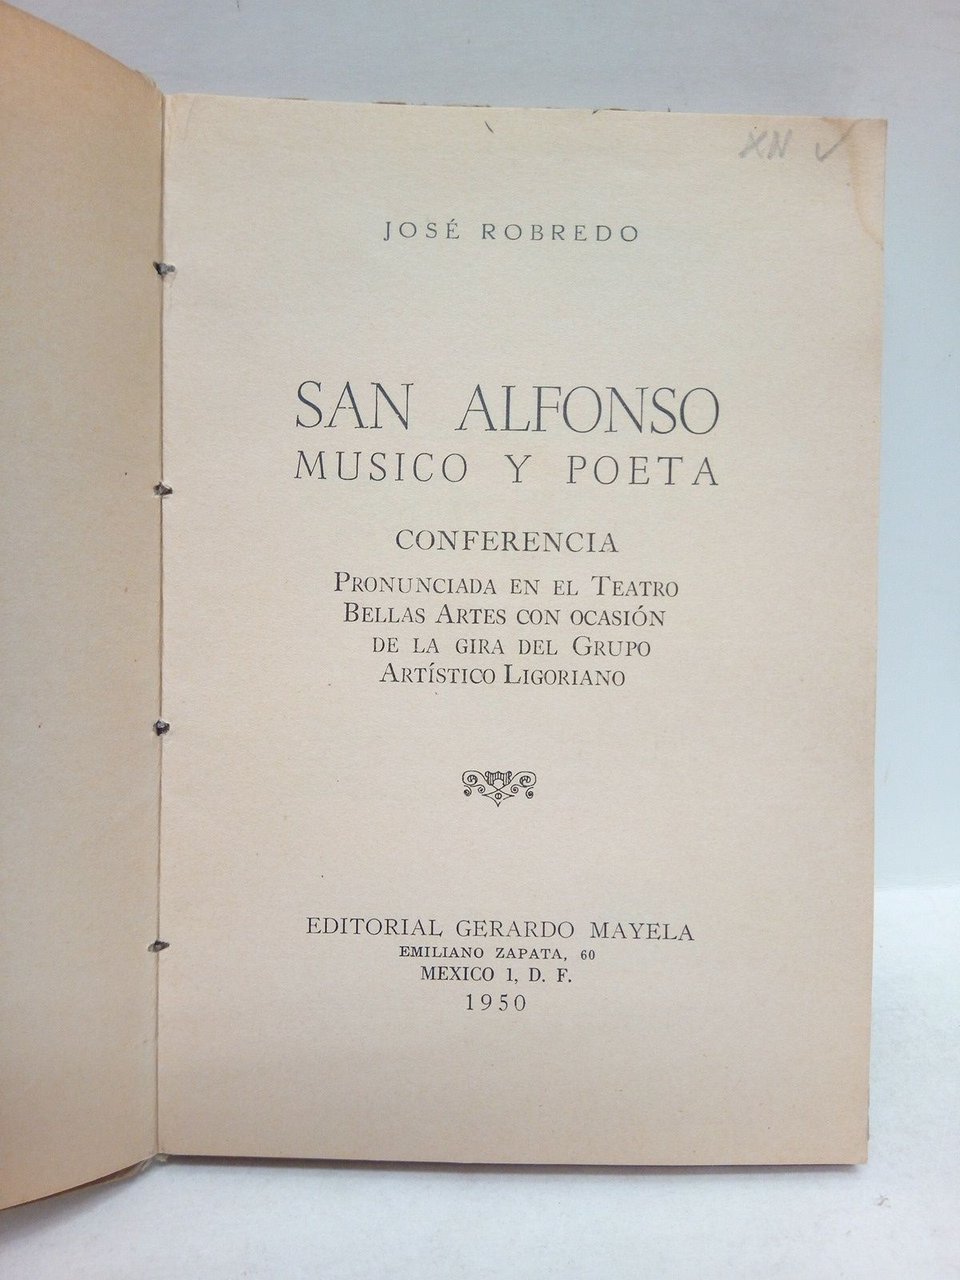 XN ✓
JOSÉ ROBREDO
SAN ALFONSO
MUSICO Y POETA
CONFERENCIA
PRONUNCIADA EN EL TEATRO
BELLAS ARTES CON OCASIÓN
DE LA GIRA DEL GRUPO
ARTÍSTICO LIGORIANO
EDITORIAL GERARDO MAYELA
EMILIANO ZAPATA, 60
MEXICO 1, D. F.
1950